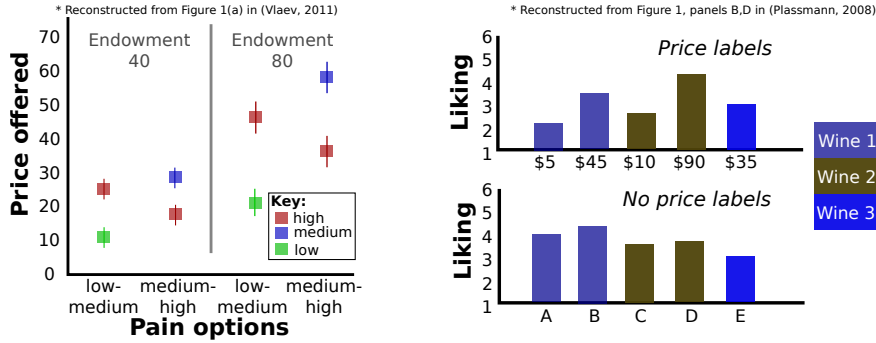 * Reconstructed from Figure 1(a) in (Vlaev, 2011)
Endowment
40
Endowment
80
Price offered
70
60
50
40
30
20
10
0
Key:
high
medium
low
low-
medium
medium-
high
low-
medium
medium-
high
Pain options
* Reconstructed from Figure 1, panels B,D in (Plassmann, 2008)
Price labels
Liking
6
5
4
3
2
1
$5 $45 $10 $90 $35
No price labels
Liking
6
5
4
3
2
1
A B C D E
Wine 1
Wine 2
Wine 3